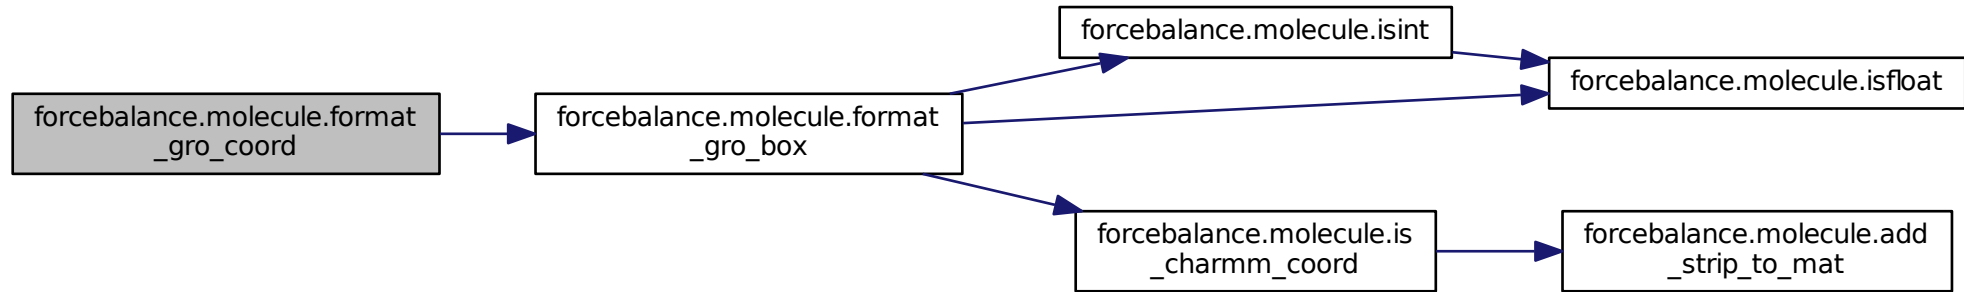 forcebalance.molecule.format
_gro_coord
forcebalance.molecule.format
_gro_box
forcebalance.molecule.isint
forcebalance.molecule.isfloat
forcebalance.molecule.is
_charmm_coord
forcebalance.molecule.add
_strip_to_mat